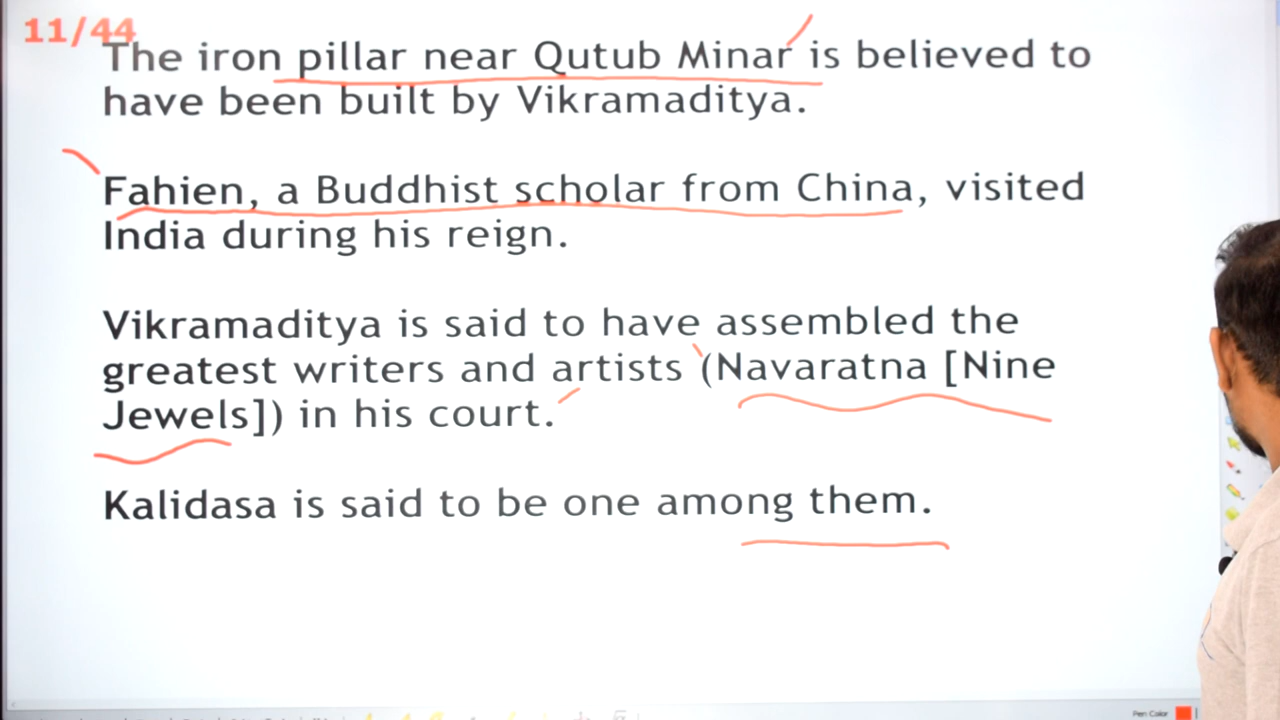 11/44
The iron pillar near Qutub Minar is believed to
have been built by Vikramaditya.
Fahien, a Buddhist scholar from China, visited
India during his reign.
Vikramaditya is said to have assembled the
greatest writers and artists (Navaratna [Nine
Jewels]) in his court.
Kalidasa is said to be one among them.
Pen Color